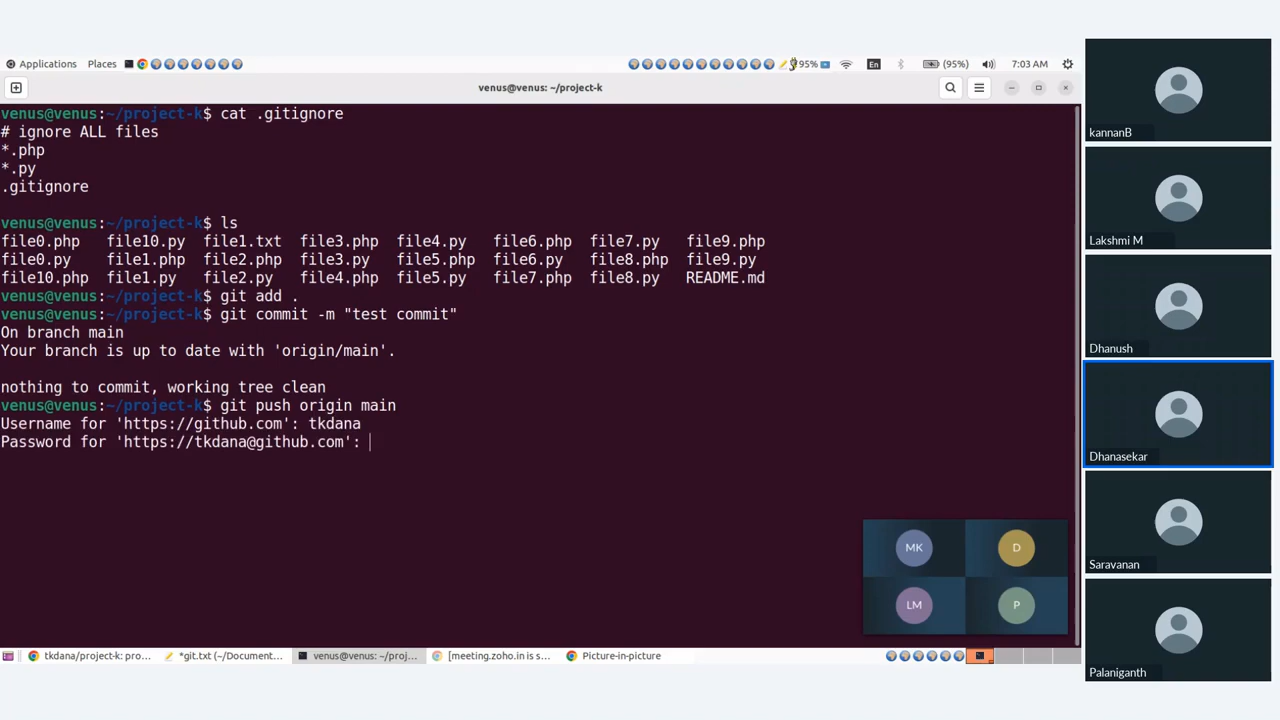 Applications Places 95% En (95%) 7:03 AM
venus@venus: ~/project-k
venus@venus:~/project-k$ cat .gitignore
# ignore ALL files
*.php
*.py
.gitignore
venus@venus:~/project-k$ ls
file0.php file10.py file1.txt file3.php file4.py file6.php file7.py file9.php
file0.py file1.php file2.php file3.py file5.php file6.py file8.php file9.py
file10.php file1.py file2.py file4.php file5.py file7.php file8.py README.md
venus@venus:~/project-k$ git add .
venus@venus:~/project-k$ git commit -m "test commit"
On branch main
Your branch is up to date with 'origin/main'.
nothing to commit, working tree clean
venus@venus:~/project-k$ git push origin main
Username for 'https://github.com': tkdana
Password for 'https://tkdana@github.com':
MK D
LM P
tkdana/project-k: pro... *git.txt (~/Document... venus@venus: ~/proj... [meeting.zoho.in is s... Picture-in-picture
kannanB
Lakshmi M
Dhanush
Dhanasekar
Saravanan
Palaniganth